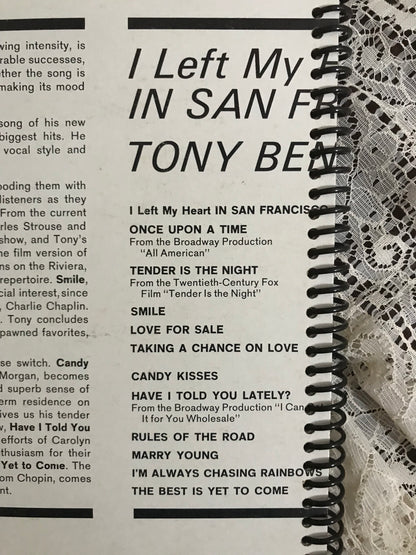 wing intensity, is
rable successes,
ether the song is
making its mood
song of his new
biggest hits. He
vocal style and
oding them with
listeners as they
From the current
rles Strouse and
show, and Tony's
he film version of
ns on the Riviera,
repertoire. Smile,
cial interest, since
, Charlie Chaplin.
. Tony concludes
pawned favorites,
se switch. Candy
Morgan, becomes
d superb sense of
erm residence on
ives us his tender
w, Have I Told You
efforts of Carolyn
thusiasm for their
Yet to Come. The
om Chopin, comes
nt.
I Left My
IN SAN FR
TONY BEN
I Left My Heart IN SAN FRANCISCO
ONCE UPON A TIME
From the Broadway Production
"All American"
TENDER IS THE NIGHT
From the Twentieth-Century Fox
Film "Tender Is the Night"
SMILE
LOVE FOR SALE
TAKING A CHANCE ON LOVE
CANDY KISSES
HAVE I TOLD YOU LATELY?
From the Broadway Production "I Can
It for You Wholesale"
RULES OF THE ROAD
MARRY YOUNG
I'M ALWAYS CHASING RAINBOWS
THE BEST IS YET TO COME